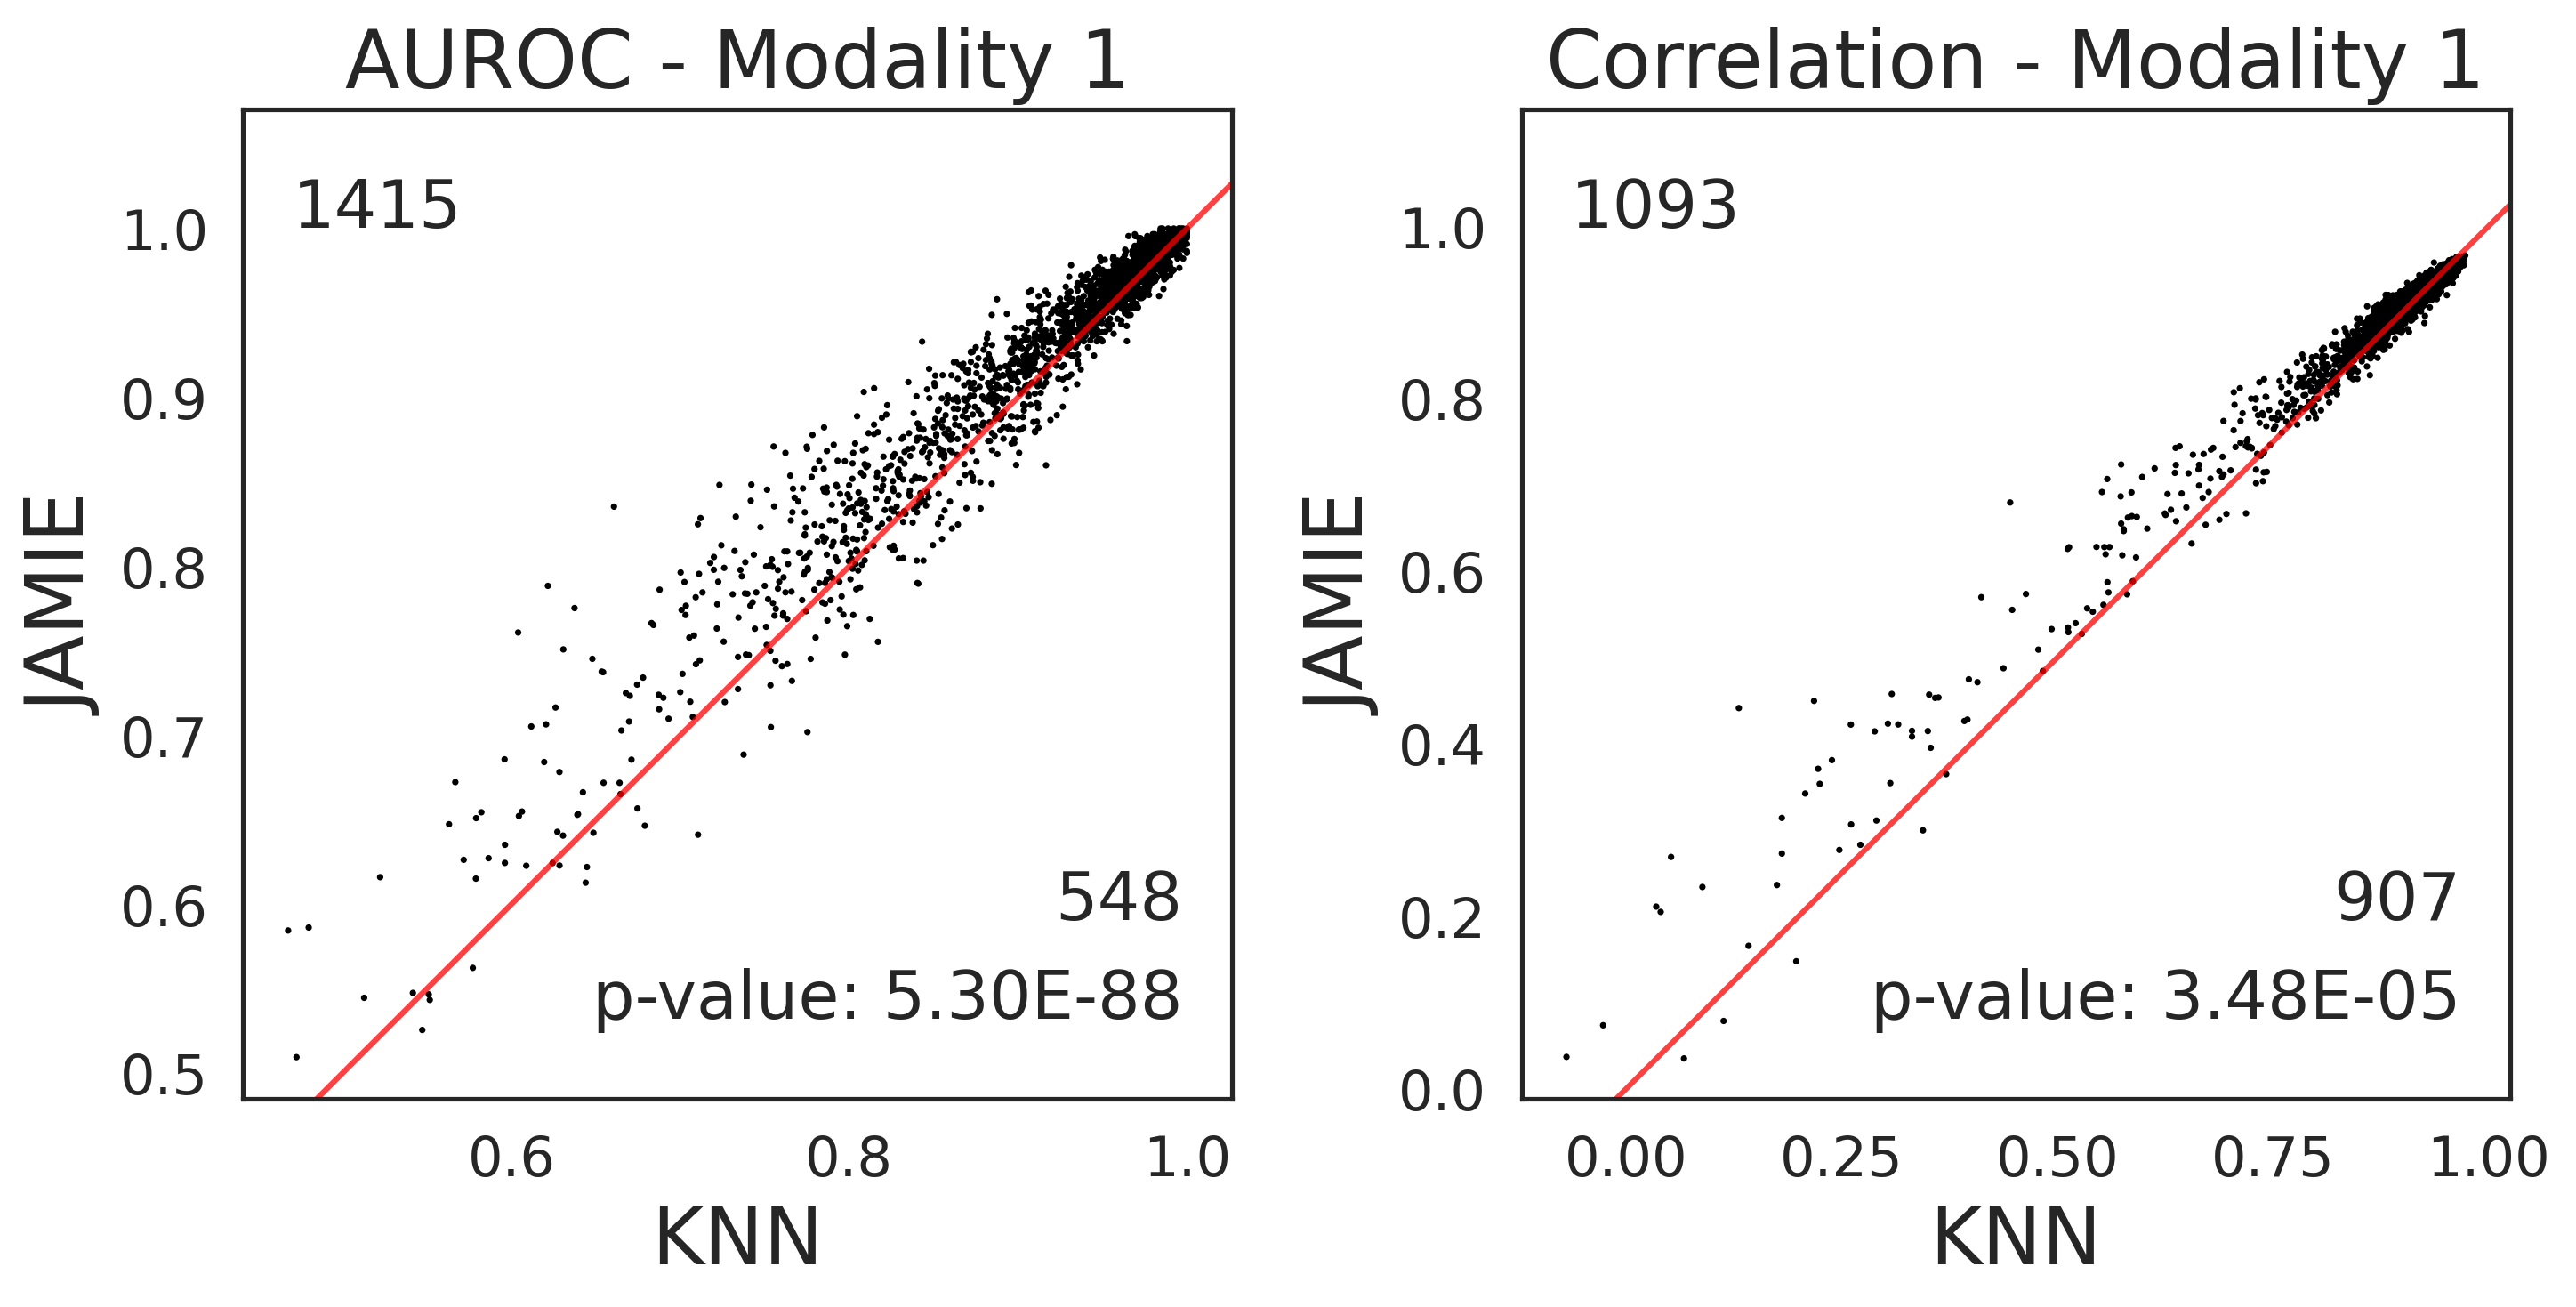 AUROC - Modality 1
1415
1.0
0.9
0.8
0.7
0.6
0.5
JAMIE
548
p-value: 5.30E-88
0.6 0.8 1.0
KNN
Correlation - Modality 1
1093
1.0
0.8
0.6
0.4
0.2
0.0
JAMIE
907
p-value: 3.48E-05
0.00 0.25 0.50 0.75 1.00
KNN